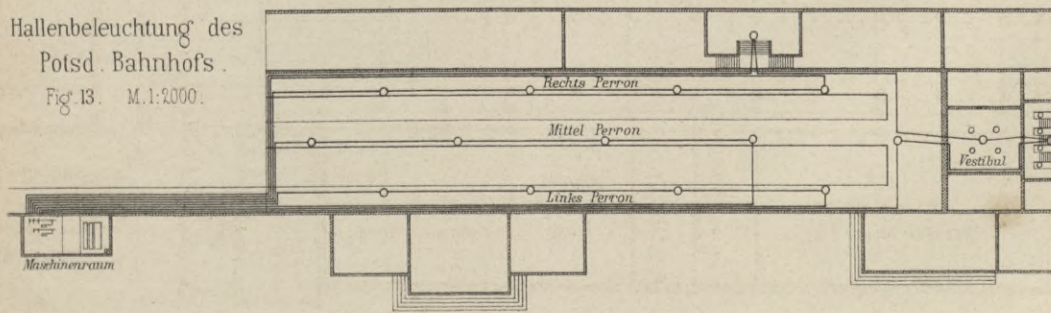 Hallenbeleuchtung des
Potsd. Bahnhofs.
Fig. 13. M. 1:2000.
Rechts Perron
Mittel Perron
Vestibul
Links Perron
Maschinenraum